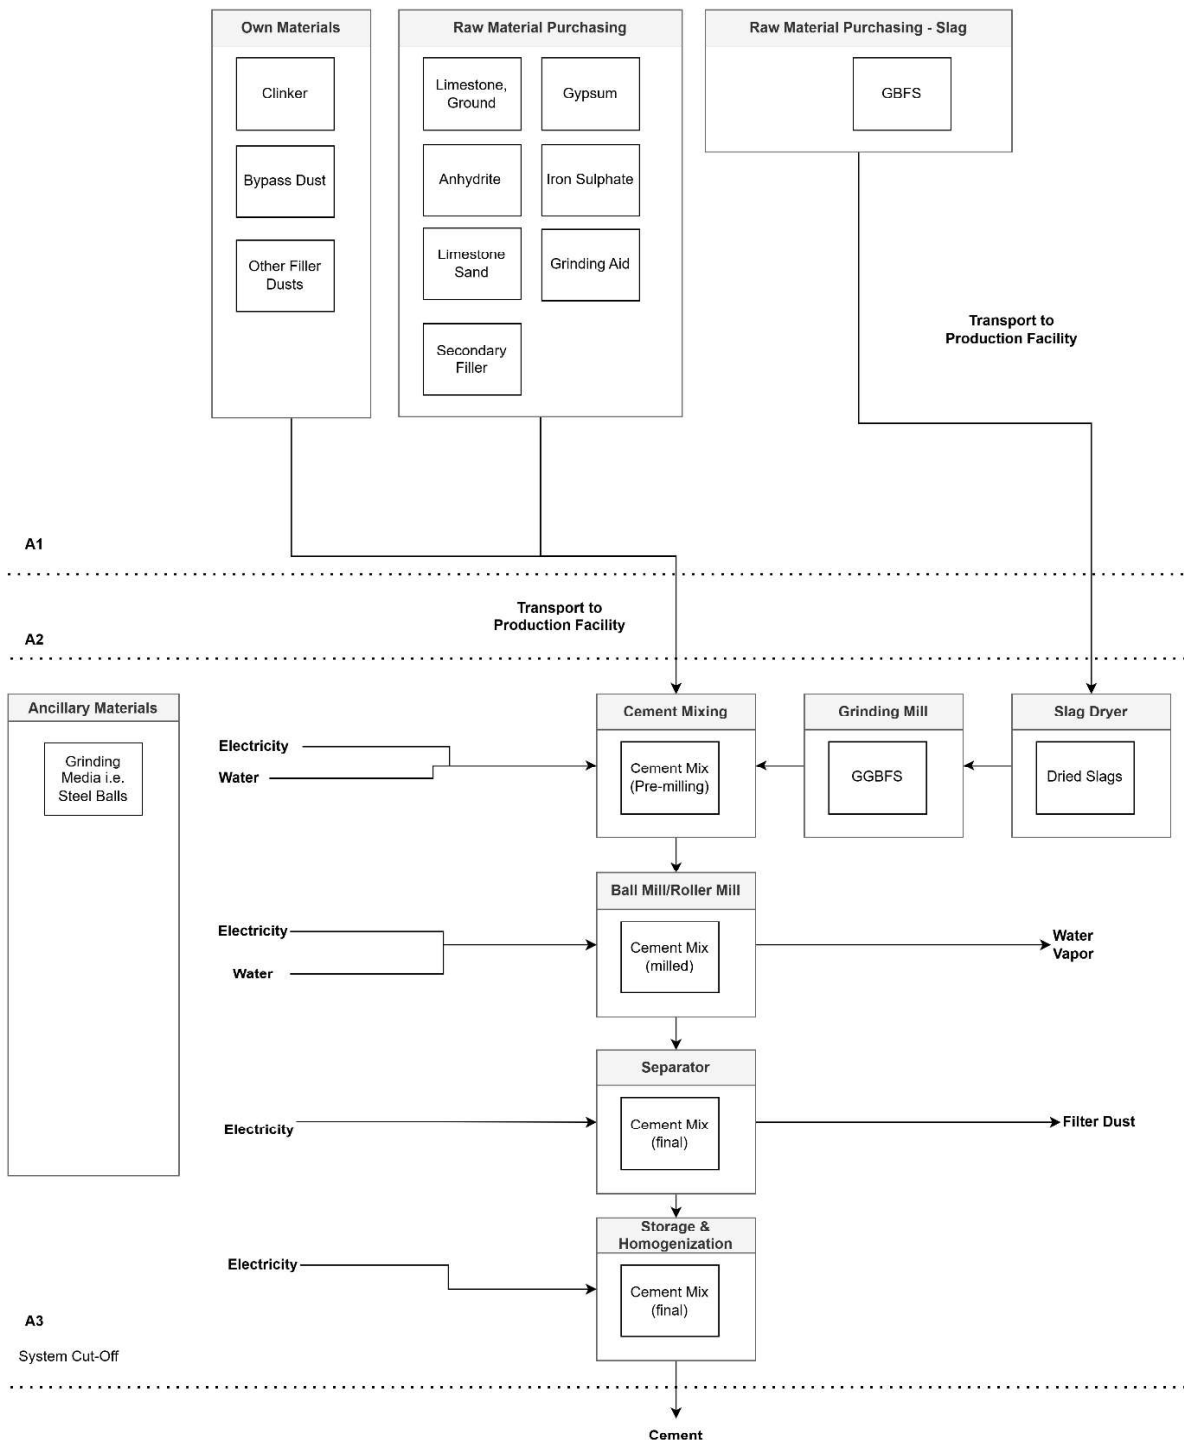 Own Materials
Raw Material Purchasing
Raw Material Purchasing - Slag
Clinker
Limestone,
Ground
Gypsum
GBFS
Bypass Dust
Anhydrite
Iron Sulphate
Other Filler
Dusts
Limestone
Sand
Grinding Aid
Secondary
Filler
Transport to
Production Facility
A1
Transport to
Production Facility
A2
Ancillary Materials
Grinding
Media i.e.
Steel Balls
Cement Mixing
Grinding Mill
Slag Dryer
Electricity
Water
Cement Mix
(Pre-milling)
GGBFS
Dried Slags
Ball Mill/Roller Mill
Electricity
Water
Cement Mix
(milled)
Water
Vapor
Separator
Electricity
Cement Mix
(final)
Filter Dust
Storage &
Homogenization
Electricity
Cement Mix
(final)
A3
System Cut-Off
Cement